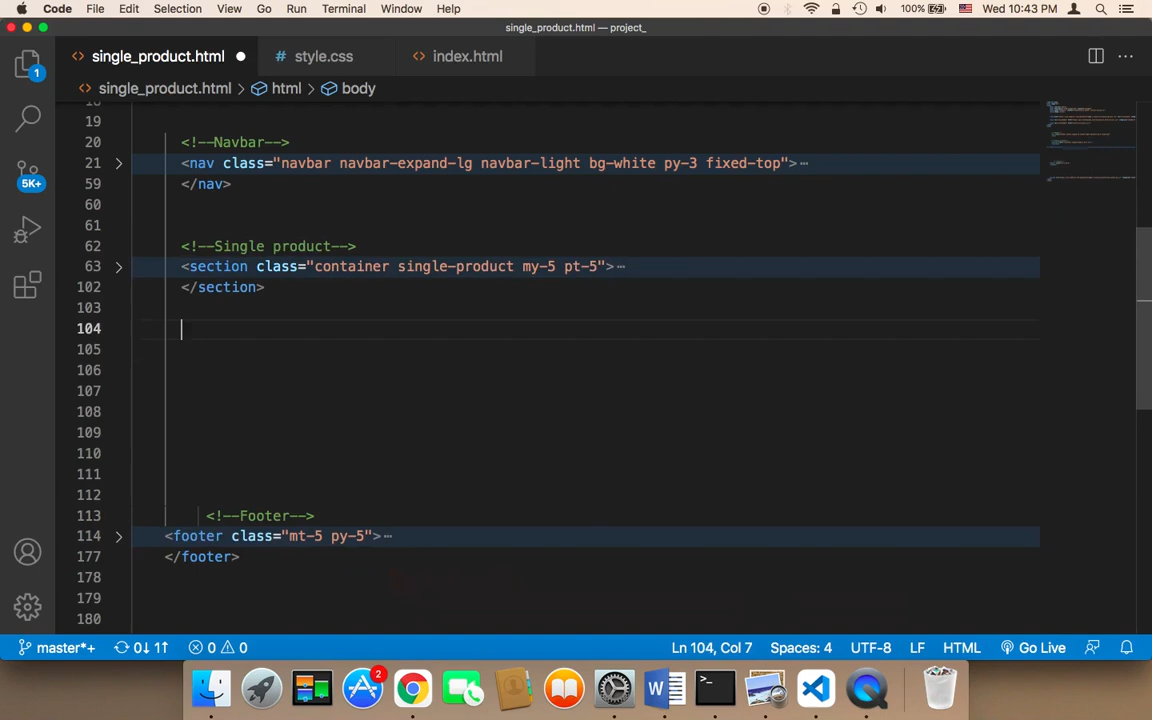 Code File Edit Selection View Go Run Terminal Window Help 100% Wed 10:43 PM
single_product.html — project_
single_product.html style.css index.html
single_product.html > html > body
18
19
20 <!--Navbar-->
21 <nav class="navbar navbar-expand-lg navbar-light bg-white py-3 fixed-top">
59 </nav>
60
61
62 <!--Single product-->
63 <section class="container single-product my-5 pt-5">
102 </section>
103
104
105
106
107
108
109
110
111
112
113 <!--Footer-->
114 <footer class="mt-5 py-5">
177 </footer>
178
179
180
1
5K+
master*+ 0↓ 1↑ 0 0 Ln 104, Col 7 Spaces: 4 UTF-8 LF HTML Go Live
2